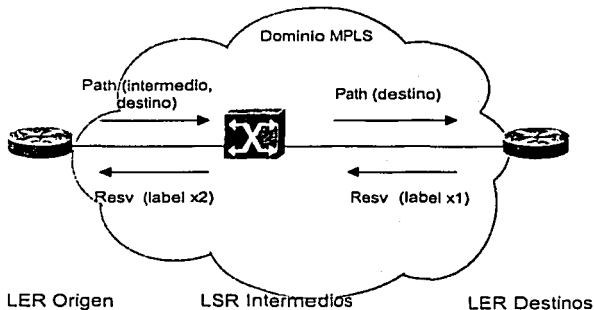 Dominio MPLS
Path (intermedio,
destino)
Path (destino)
Resv (label x2)
Resv (label x1)
LER Origen
LSR Intermedios
LER Destinos